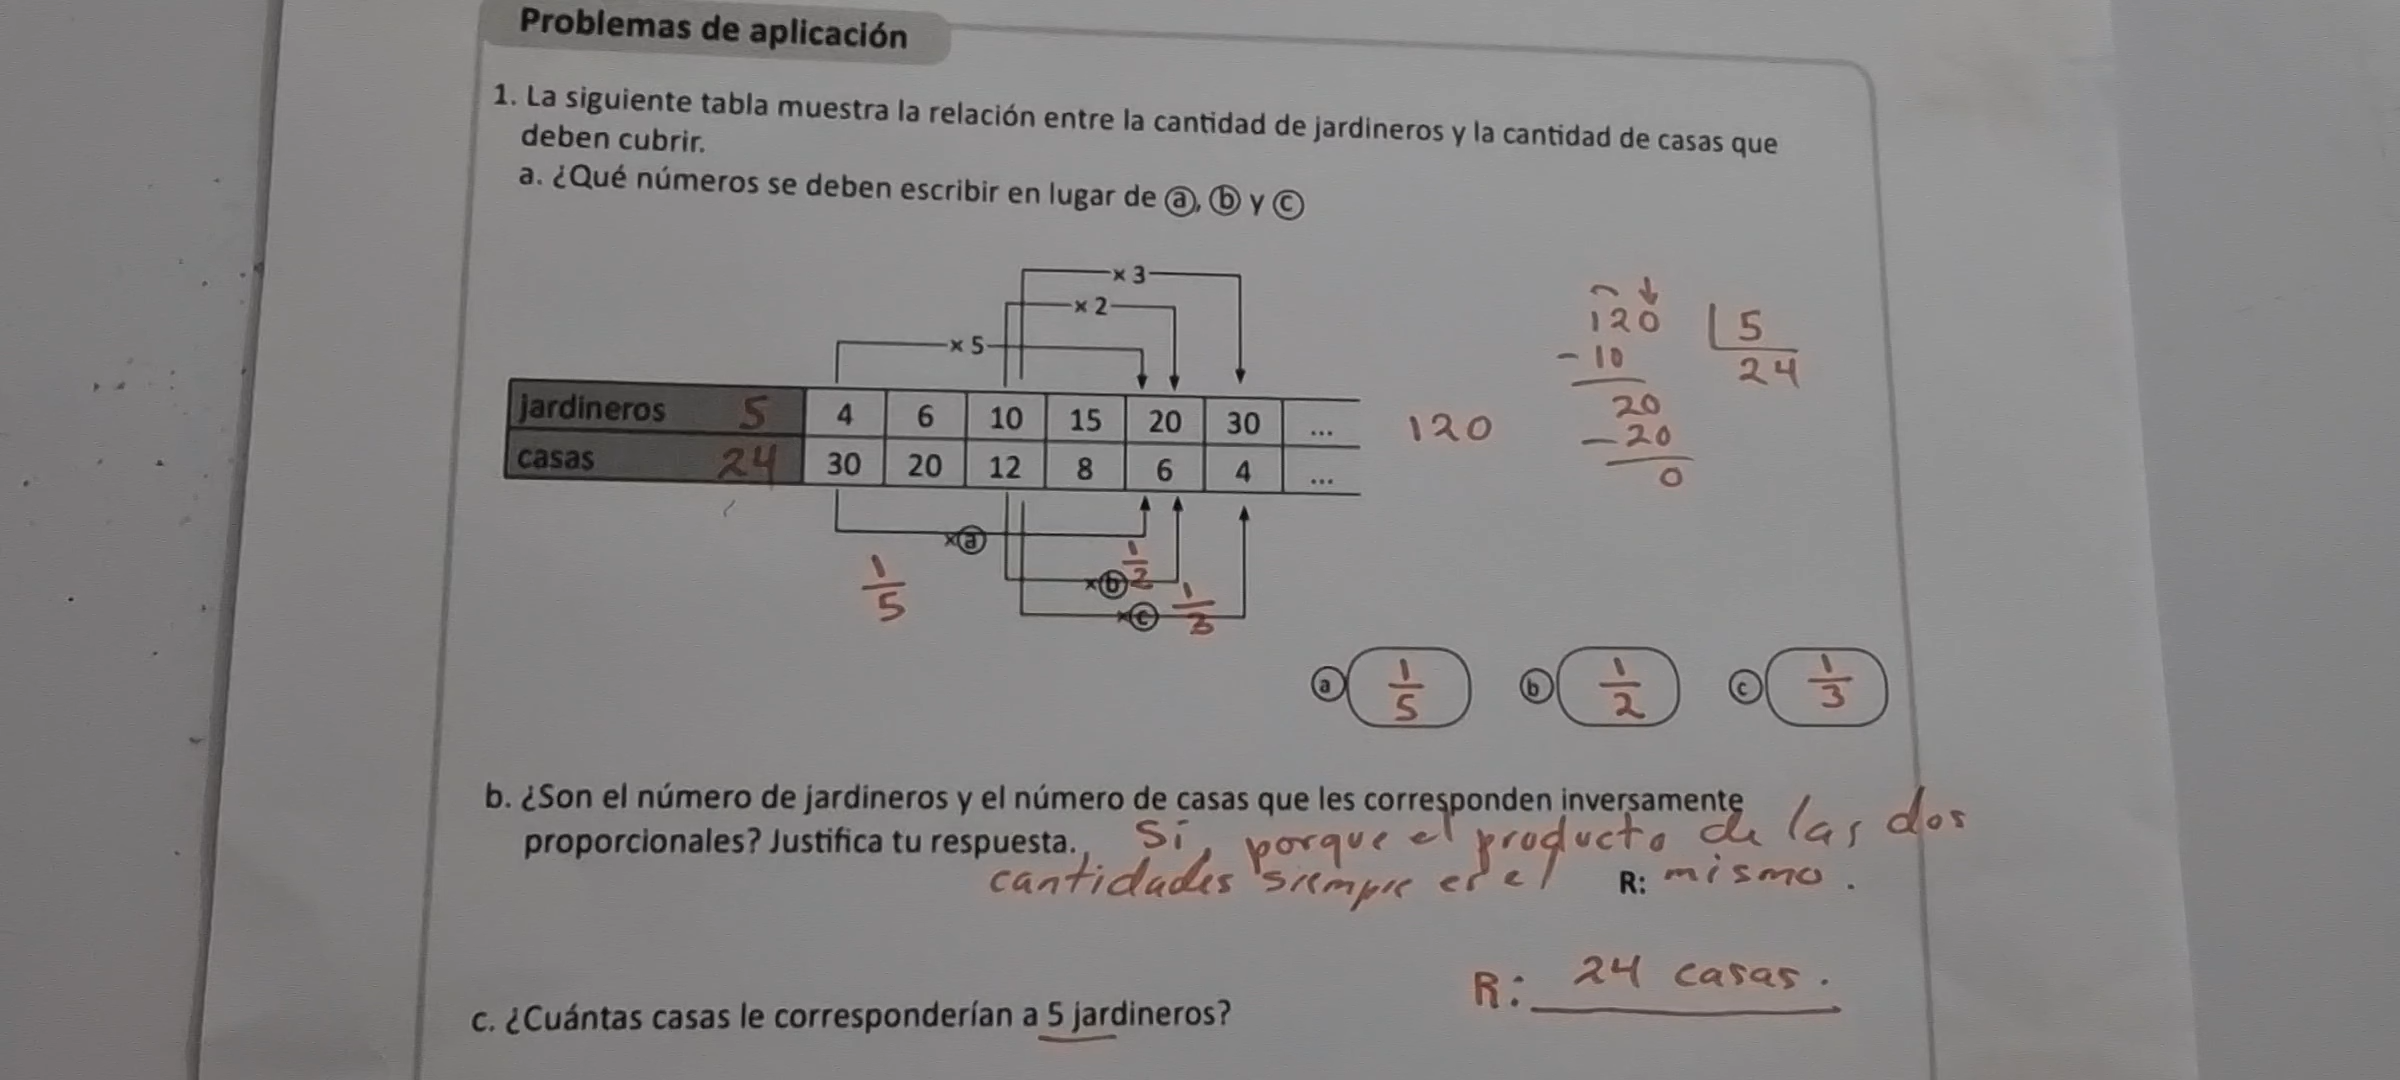 Problemas de aplicación
1. La siguiente tabla muestra la relación entre la cantidad de jardineros y la cantidad de casas que
deben cubrir.
a. ¿Qué números se deben escribir en lugar de ⓐ, ⓑ y ⓒ
x 3
x 2
x 5
jardineros 5 4 6 10 15 20 30 ...
casas 24 30 20 12 8 6 4 ...
120
120 5
- 10 24
20
- 20
0
xⓐ 1/5
xⓑ 1/2
xⓒ 1/3
ⓐ 1/5 ⓑ 1/2 ⓒ 1/3
b. ¿Son el número de jardineros y el número de casas que les corresponden inversamente
proporcionales? Justifica tu respuesta. Sí, porque el producto de las dos
cantidades siempre es el R: mismo.
R: 24 casas.
c. ¿Cuántas casas le corresponderían a 5 jardineros?